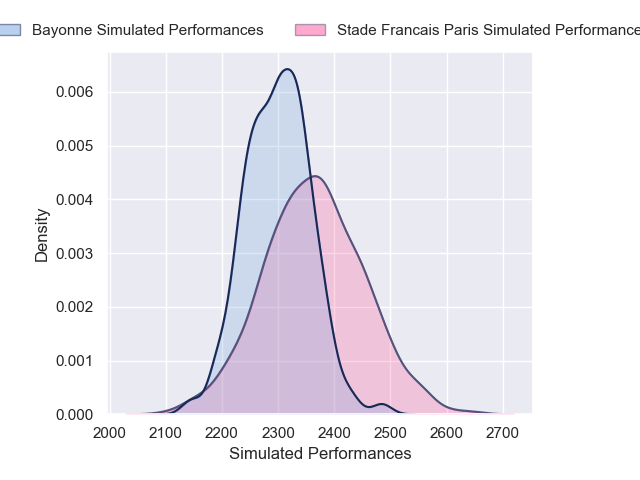 Bayonne Simulated Performances Stade Francais Paris Simulated Performance
0.006
0.005
0.004
0.003
0.002
0.001
0.000
Density
2000 2100 2200 2300 2400 2500 2600 2700
Simulated Performances